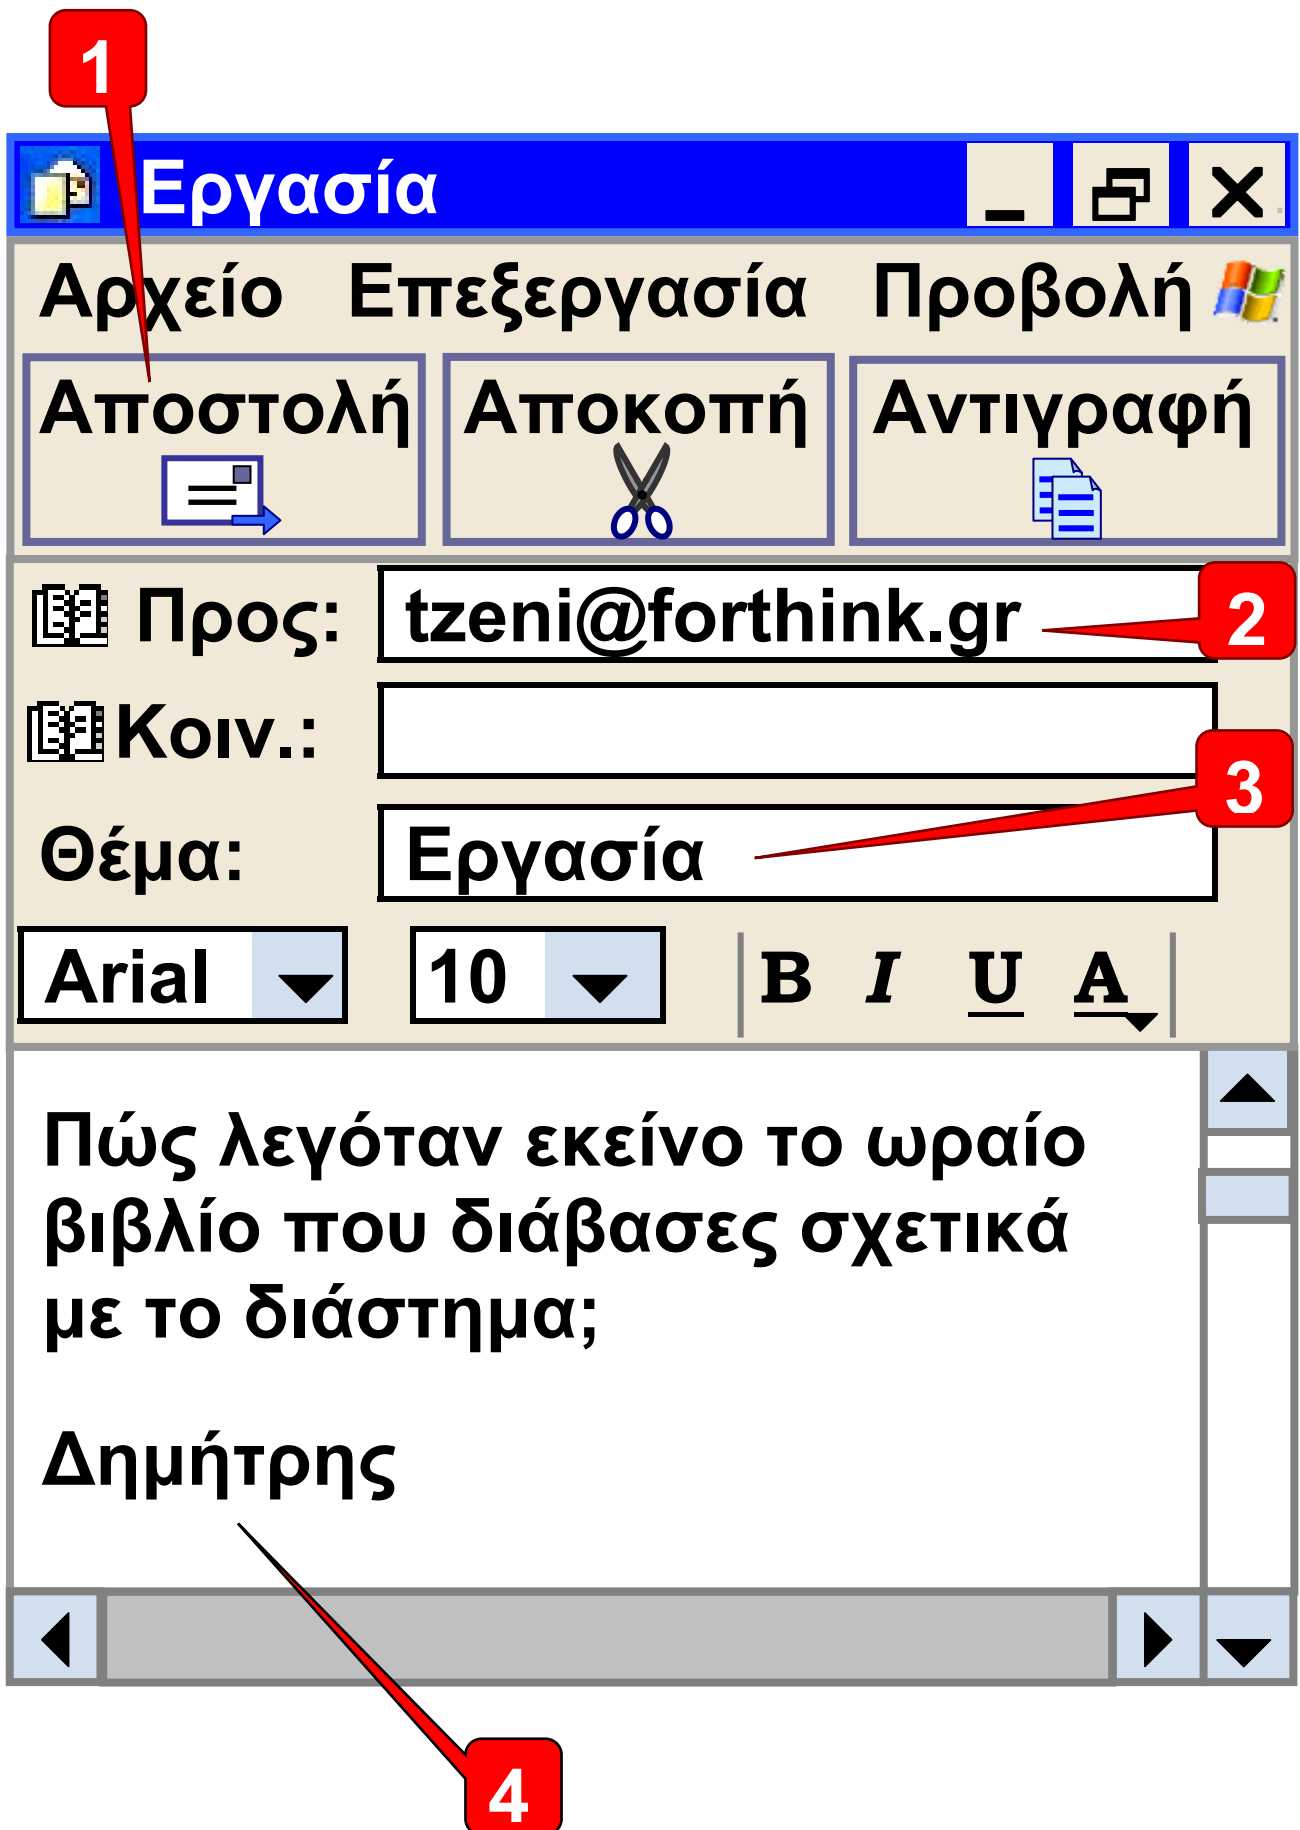 1
Εργασία
Αρχείο Επεξεργασία Προβολή
Αποστολή Αποκοπή Αντιγραφή
Προς: tzeni@forthink.gr 2
Κοιν.:
3
Θέμα: Εργασία
Arial 10 B I U A
Πώς λεγόταν εκείνο το ωραίο
βιβλίο που διάβασες σχετικά
με το διάστημα;
Δημήτρης
4